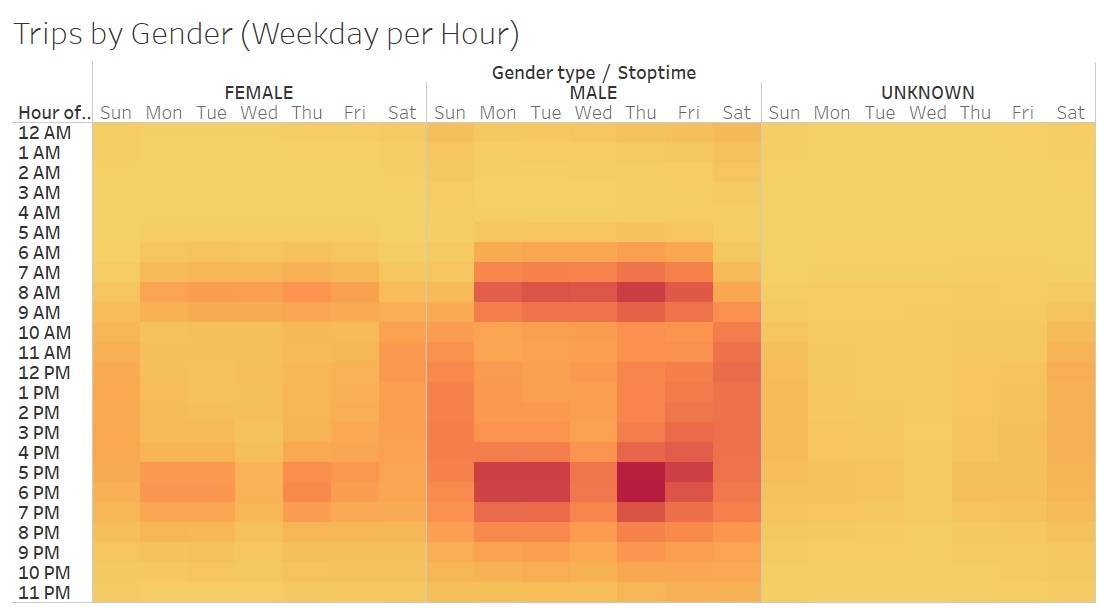 Trips by Gender (Weekday per Hour)
Gender type / Stoptime
FEMALE MALE UNKNOWN
Hour of.. Sun Mon Tue Wed Thu Fri Sat Sun Mon Tue Wed Thu Fri Sat Sun Mon Tue Wed Thu Fri Sat
12 AM
1 AM
2 AM
3 AM
4 AM
5 AM
6 AM
7 AM
8 AM
9 AM
10 AM
11 AM
12 PM
1 PM
2 PM
3 PM
4 PM
5 PM
6 PM
7 PM
8 PM
9 PM
10 PM
11 PM